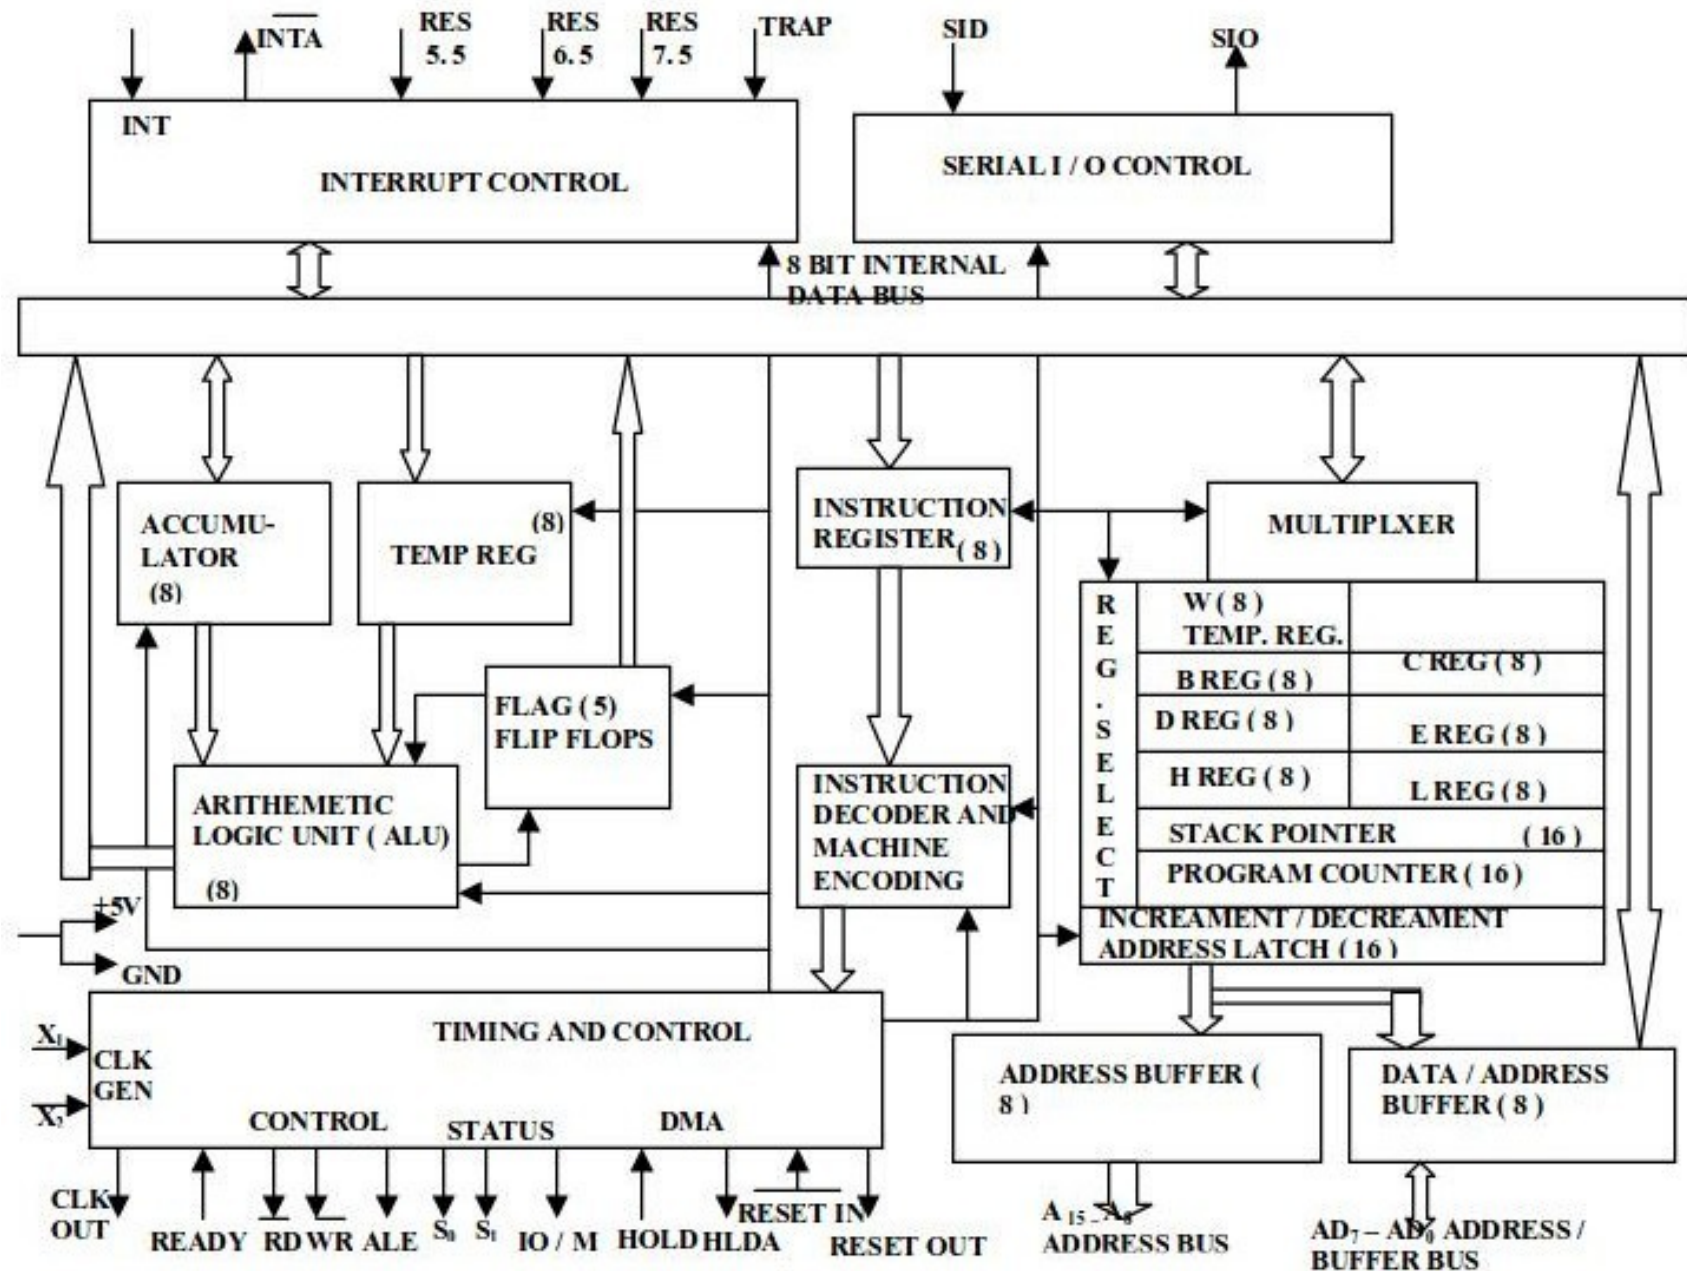 INTA
RES
5.5
RES
6.5
RES
7.5
TRAP
SID
SIO
INT
INTERRUPT CONTROL
SERIAL I / O CONTROL
8 BIT INTERNAL
DATA BUS
ACCUMU-
LATOR
(8)
(8)
TEMP REG
INSTRUCTION
REGISTER ( 8 )
MULTIPLXER
REG. SELECT
W ( 8 )
TEMP. REG.
C REG ( 8 )
B REG ( 8 )
D REG ( 8 )
E REG ( 8 )
H REG ( 8 )
L REG ( 8 )
STACK POINTER ( 16 )
PROGRAM COUNTER ( 16 )
INCREAMENT / DECREAMENT
ADDRESS LATCH ( 16 )
FLAG ( 5 )
FLIP FLOPS
ARITHEMETIC
LOGIC UNIT ( ALU)
(8)
INSTRUCTION
DECODER AND
MACHINE
ENCODING
+5V
GND
X₁
X₂
CLK
GEN
TIMING AND CONTROL
CONTROL
STATUS
DMA
ADDRESS BUFFER (
8 )
DATA / ADDRESS
BUFFER ( 8 )
CLK
OUT
READY
RD WR ALE
S₀ S₁
IO / M
HOLD HLDA
RESET IN
RESET OUT
A 15 – A8
ADDRESS BUS
AD7 – AD0 ADDRESS /
BUFFER BUS